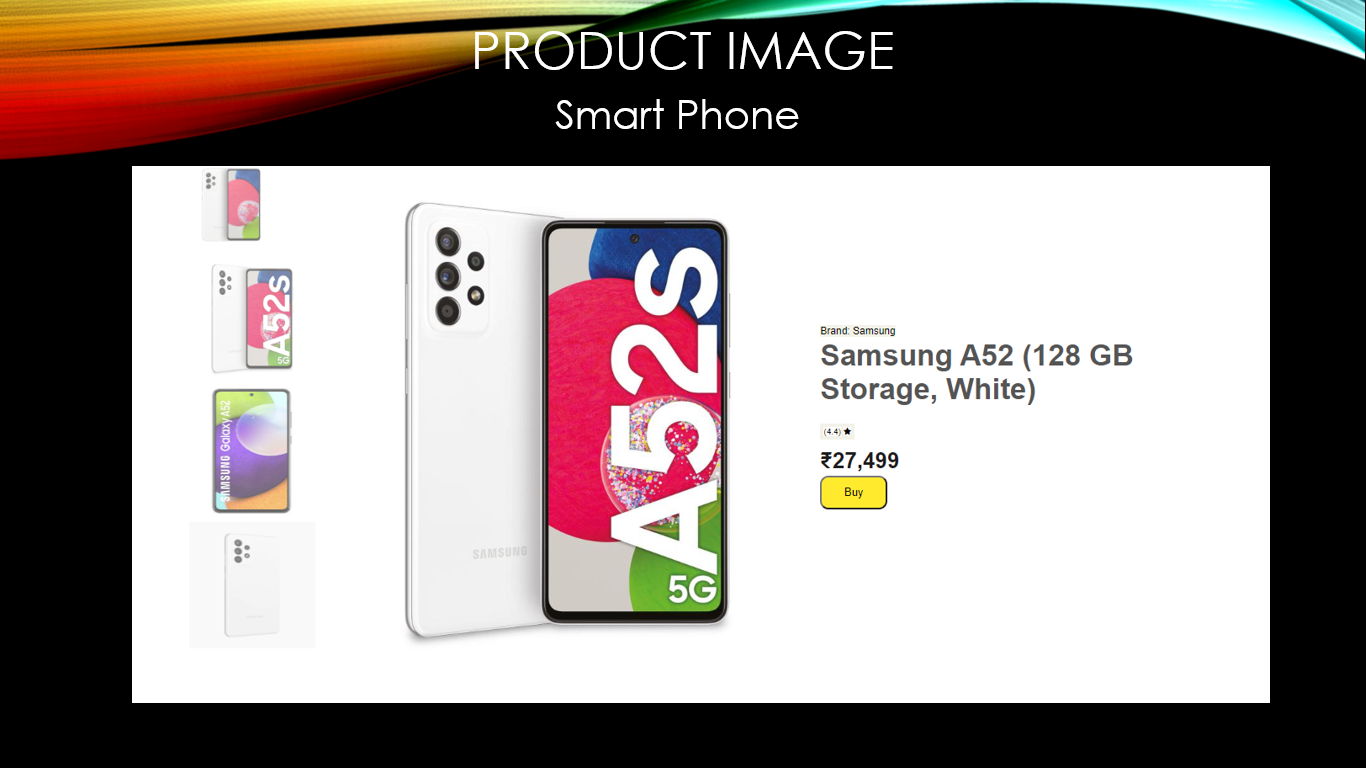 PRODUCT IMAGE
Smart Phone
A52s
5G
SAMSUNG Galaxy A52
SAMSUNG
A52s
5G
Brand: Samsung
Samsung A52 (128 GB
Storage, White)
(4.4) ★
₹27,499
Buy